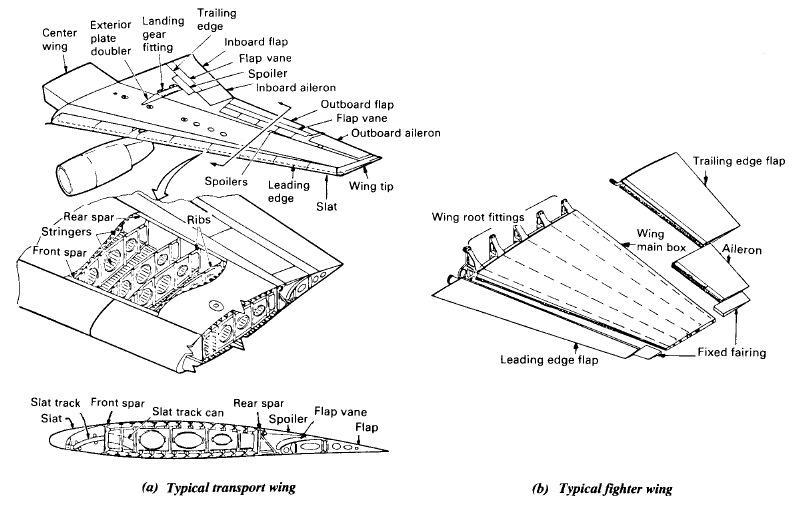 Trailing
edge
Landing
gear
fitting
Exterior
plate
doubler
Center
wing
Inboard flap
Flap vane
Spoiler
Inboard aileron
Outboard flap
Flap vane
Outboard aileron
Spoilers
Leading
edge
Slat
Wing tip
Rear spar
Stringers
Front spar
Ribs
Slat track
Slat
Front spar
Slat track can
Rear spar
Spoiler
Flap vane
Flap
(a) Typical transport wing
Trailing edge flap
Wing root fittings
Wing
main box
Aileron
Leading edge flap
Fixed fairing
(b) Typical fighter wing